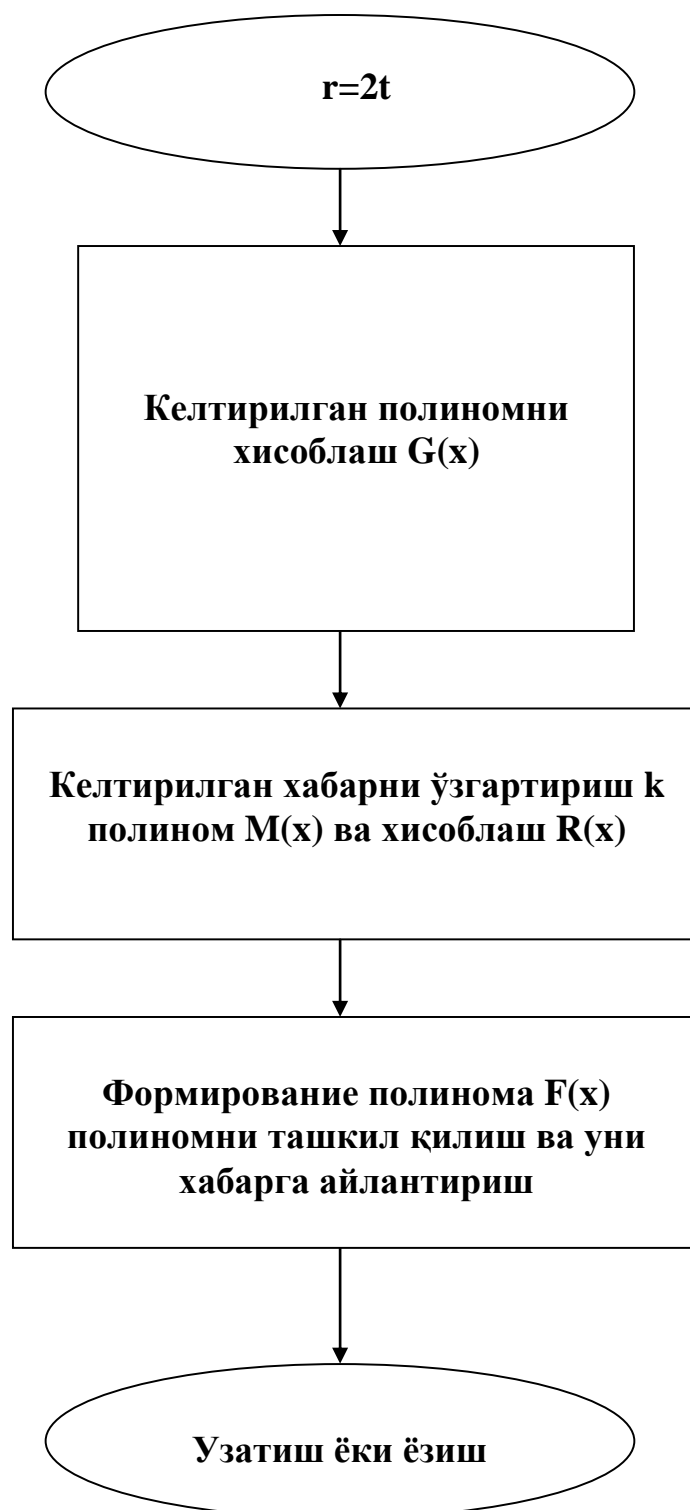 r=2t
Келтирилган полиномни
хисоблаш G(x)
Келтирилган хабарни ўзгартириш k
полином M(x) ва хисоблаш R(x)
Формирование полинома F(x)
полиномни ташкил қилиш ва уни
хабарга айлантириш
Узатиш ёки ёзиш